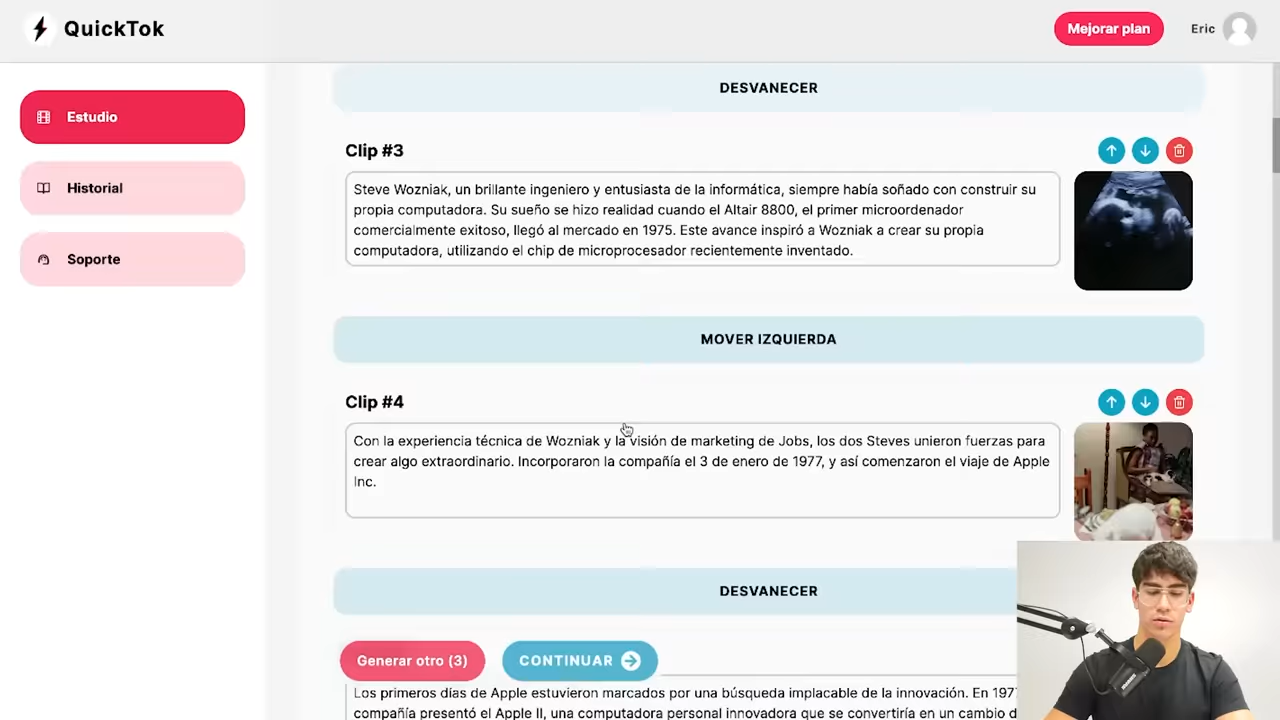 QuickTok
Mejorar plan
Eric
Estudio
Historial
Soporte
DESVANECER
Clip #3
Steve Wozniak, un brillante ingeniero y entusiasta de la informática, siempre había soñado con construir su
propia computadora. Su sueño se hizo realidad cuando el Altair 8800, el primer microordenador
comercialmente exitoso, llegó al mercado en 1975. Este avance inspiró a Wozniak a crear su propia
computadora, utilizando el chip de microprocesador recientemente inventado.
MOVER IZQUIERDA
Clip #4
Con la experiencia técnica de Wozniak y la visión de marketing de Jobs, los dos Steves unieron fuerzas para
crear algo extraordinario. Incorporaron la compañía el 3 de enero de 1977, y así comenzaron el viaje de Apple
Inc.
DESVANECER
Generar otro (3)
CONTINUAR
Los primeros días de Apple estuvieron marcados por una búsqueda implacable de la innovación. En 1977
compañía presentó el Apple II, una computadora personal innovadora que se convertiría en un cambio d